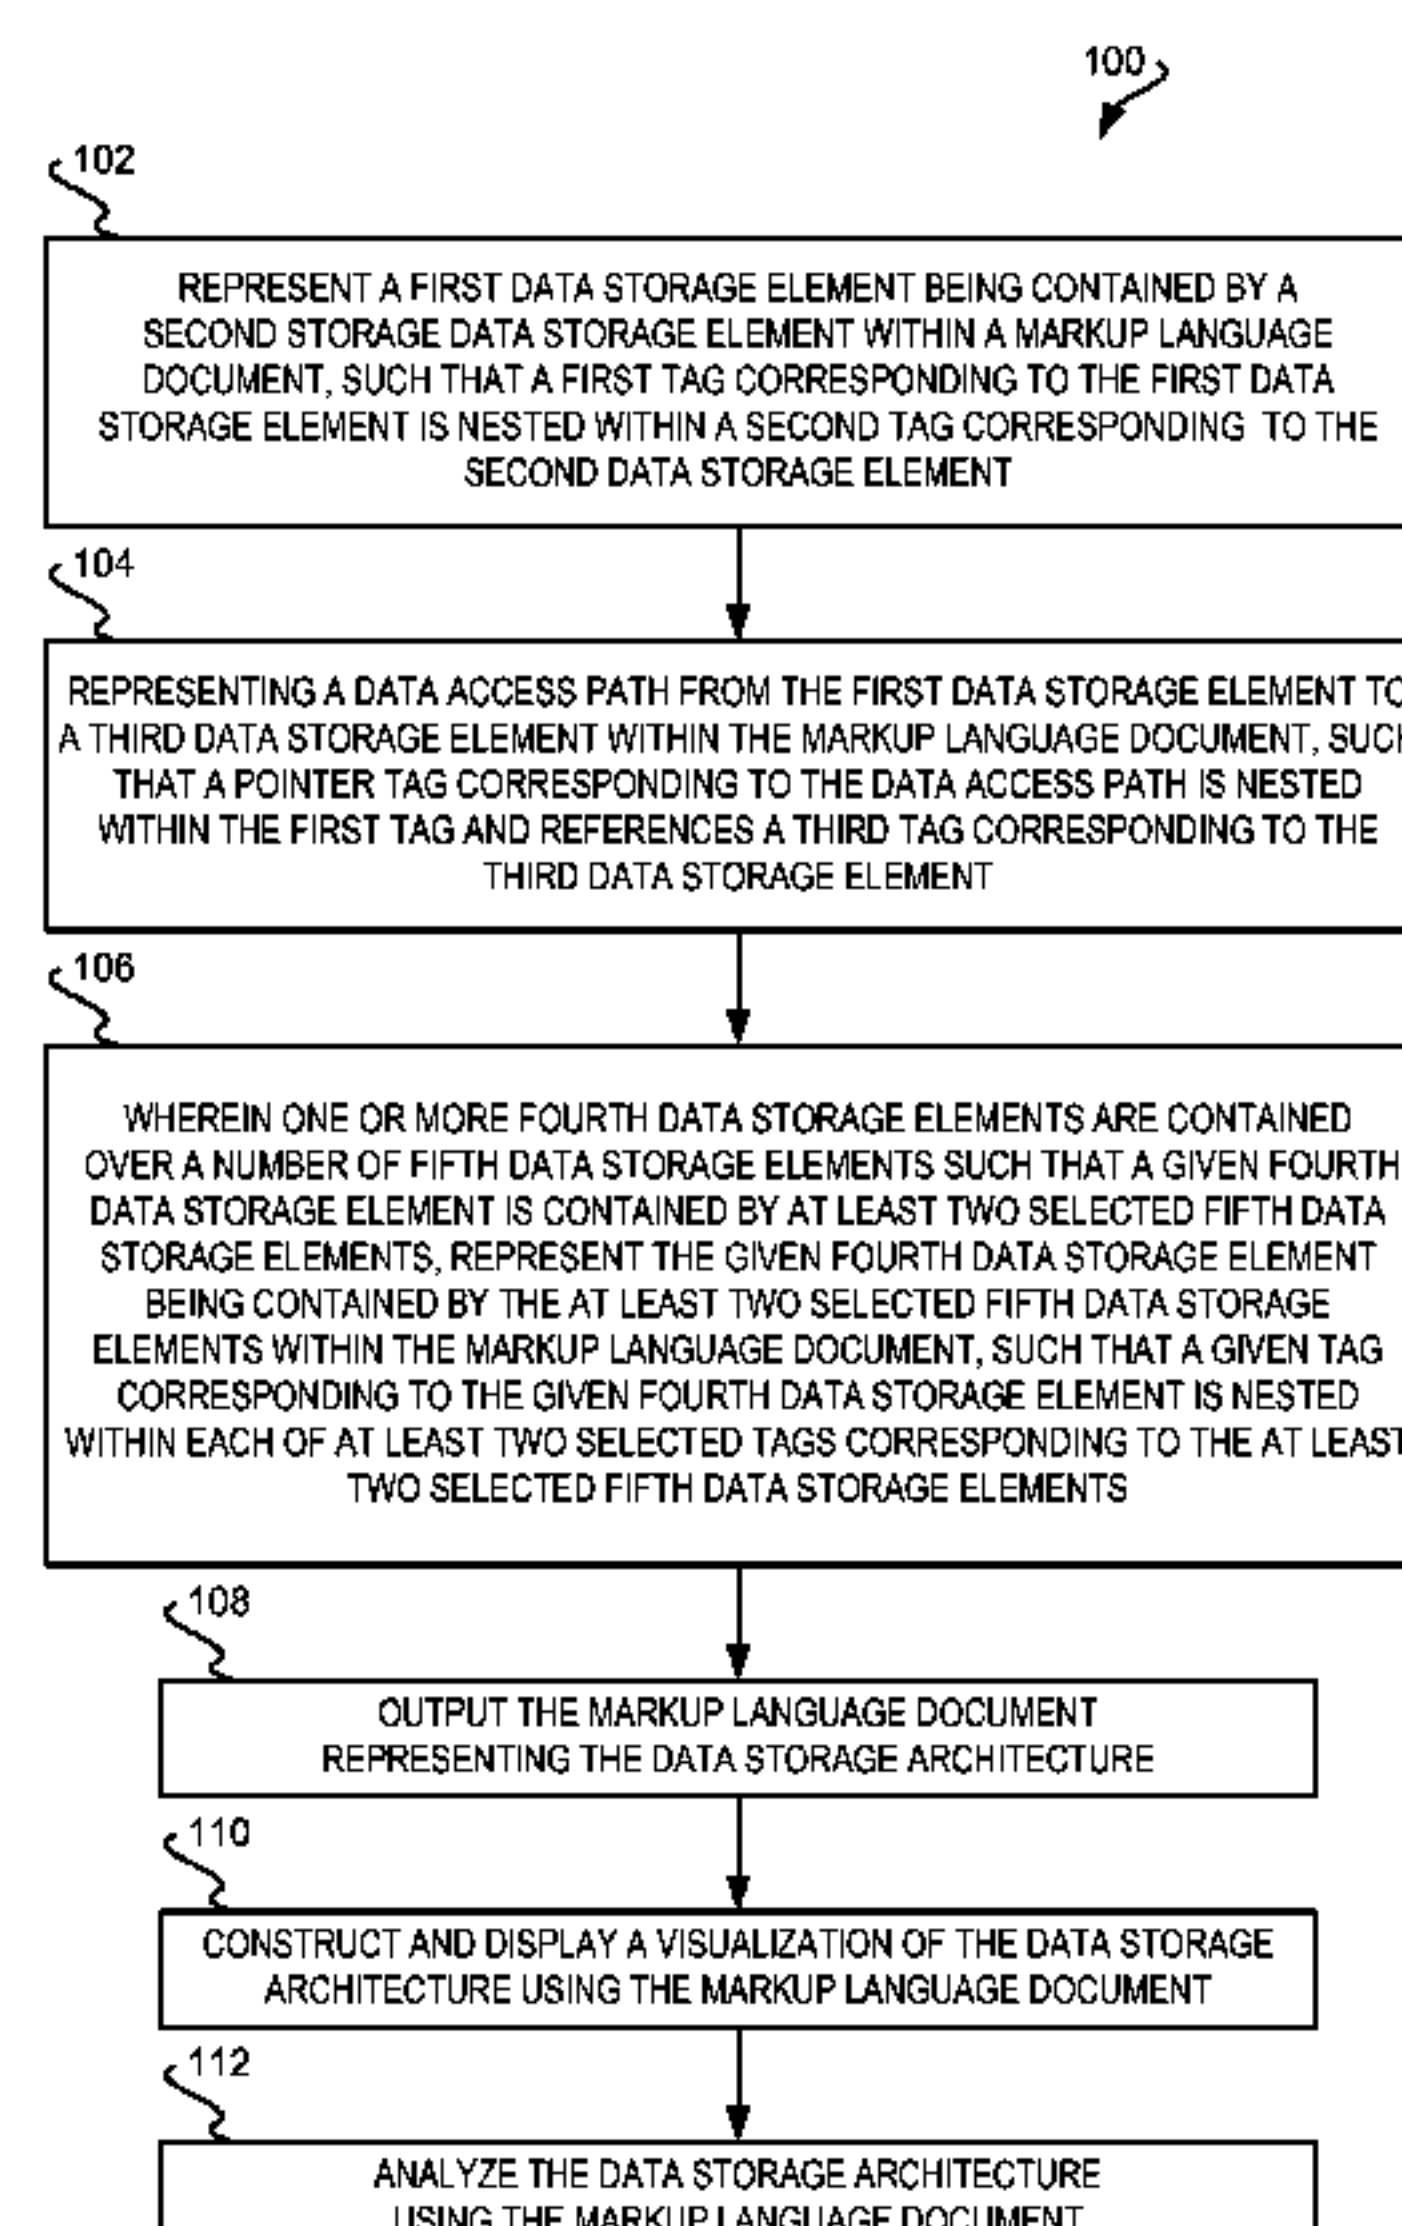 100
102
REPRESENT A FIRST DATA STORAGE ELEMENT BEING CONTAINED BY A
SECOND STORAGE DATA STORAGE ELEMENT WITHIN A MARKUP LANGUAGE
DOCUMENT, SUCH THAT A FIRST TAG CORRESPONDING TO THE FIRST DATA
STORAGE ELEMENT IS NESTED WITHIN A SECOND TAG CORRESPONDING TO THE
SECOND DATA STORAGE ELEMENT
104
REPRESENTING A DATA ACCESS PATH FROM THE FIRST DATA STORAGE ELEMENT TO
A THIRD DATA STORAGE ELEMENT WITHIN THE MARKUP LANGUAGE DOCUMENT, SUCH
THAT A POINTER TAG CORRESPONDING TO THE DATA ACCESS PATH IS NESTED
WITHIN THE FIRST TAG AND REFERENCES A THIRD TAG CORRESPONDING TO THE
THIRD DATA STORAGE ELEMENT
106
WHEREIN ONE OR MORE FOURTH DATA STORAGE ELEMENTS ARE CONTAINED
OVER A NUMBER OF FIFTH DATA STORAGE ELEMENTS SUCH THAT A GIVEN FOURTH
DATA STORAGE ELEMENT IS CONTAINED BY AT LEAST TWO SELECTED FIFTH DATA
STORAGE ELEMENTS, REPRESENT THE GIVEN FOURTH DATA STORAGE ELEMENT
BEING CONTAINED BY THE AT LEAST TWO SELECTED FIFTH DATA STORAGE
ELEMENTS WITHIN THE MARKUP LANGUAGE DOCUMENT, SUCH THAT A GIVEN TAG
CORRESPONDING TO THE GIVEN FOURTH DATA STORAGE ELEMENT IS NESTED
WITHIN EACH OF AT LEAST TWO SELECTED TAGS CORRESPONDING TO THE AT LEAST
TWO SELECTED FIFTH DATA STORAGE ELEMENTS
108
OUTPUT THE MARKUP LANGUAGE DOCUMENT
REPRESENTING THE DATA STORAGE ARCHITECTURE
110
CONSTRUCT AND DISPLAY A VISUALIZATION OF THE DATA STORAGE
ARCHITECTURE USING THE MARKUP LANGUAGE DOCUMENT
112
ANALYZE THE DATA STORAGE ARCHITECTURE
USING THE MARKUP LANGUAGE DOCUMENT